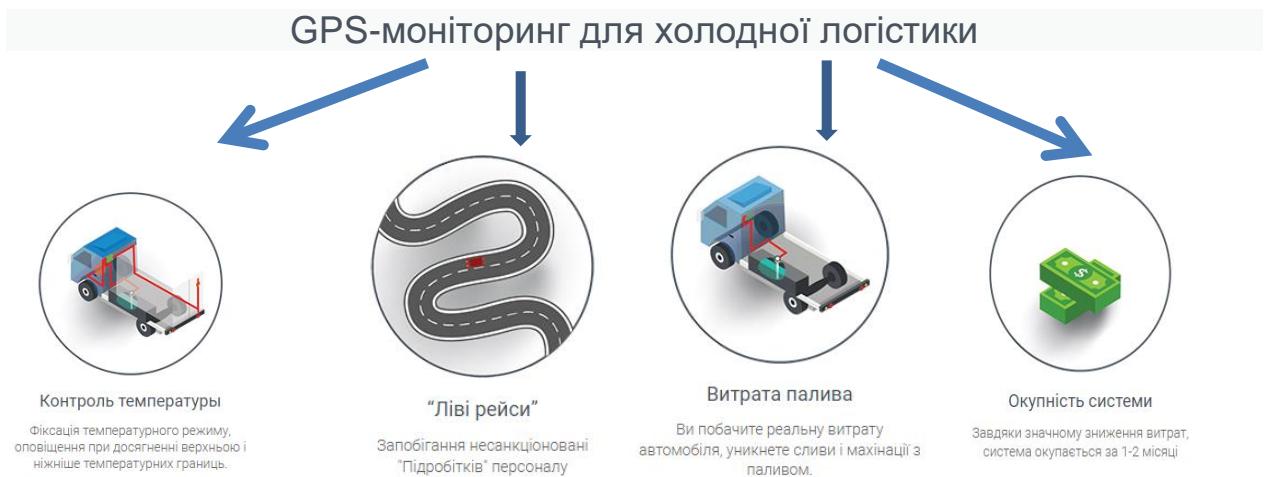 GPS-моніторинг для холодної логістики
Контроль температуры
Фіксація температурного режиму,
оповіщення при досягненні верхньою і
ніжніше температурних границь.
“Ліві рейси”
Запобігання несанкціоновані
"Підробітків" персоналу
Витрата палива
Ви побачите реальну витрату
автомобіля, уникнете сливи і махінації з
паливом.
Окупність системи
Завдяки значному зниження витрат,
система окупається за 1-2 місяці